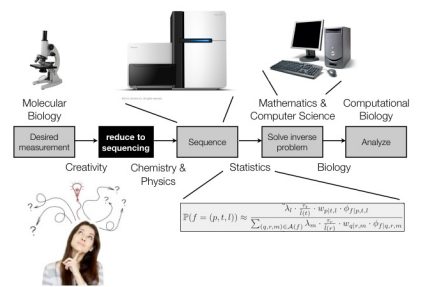 Molecular
Biology
Mathematics &
Computer Science
Computational
Biology
Desired
measurement
reduce to
sequencing
Sequence
Solve inverse
problem
Analyze
Creativity
Chemistry &
Physics
Statistics
Biology